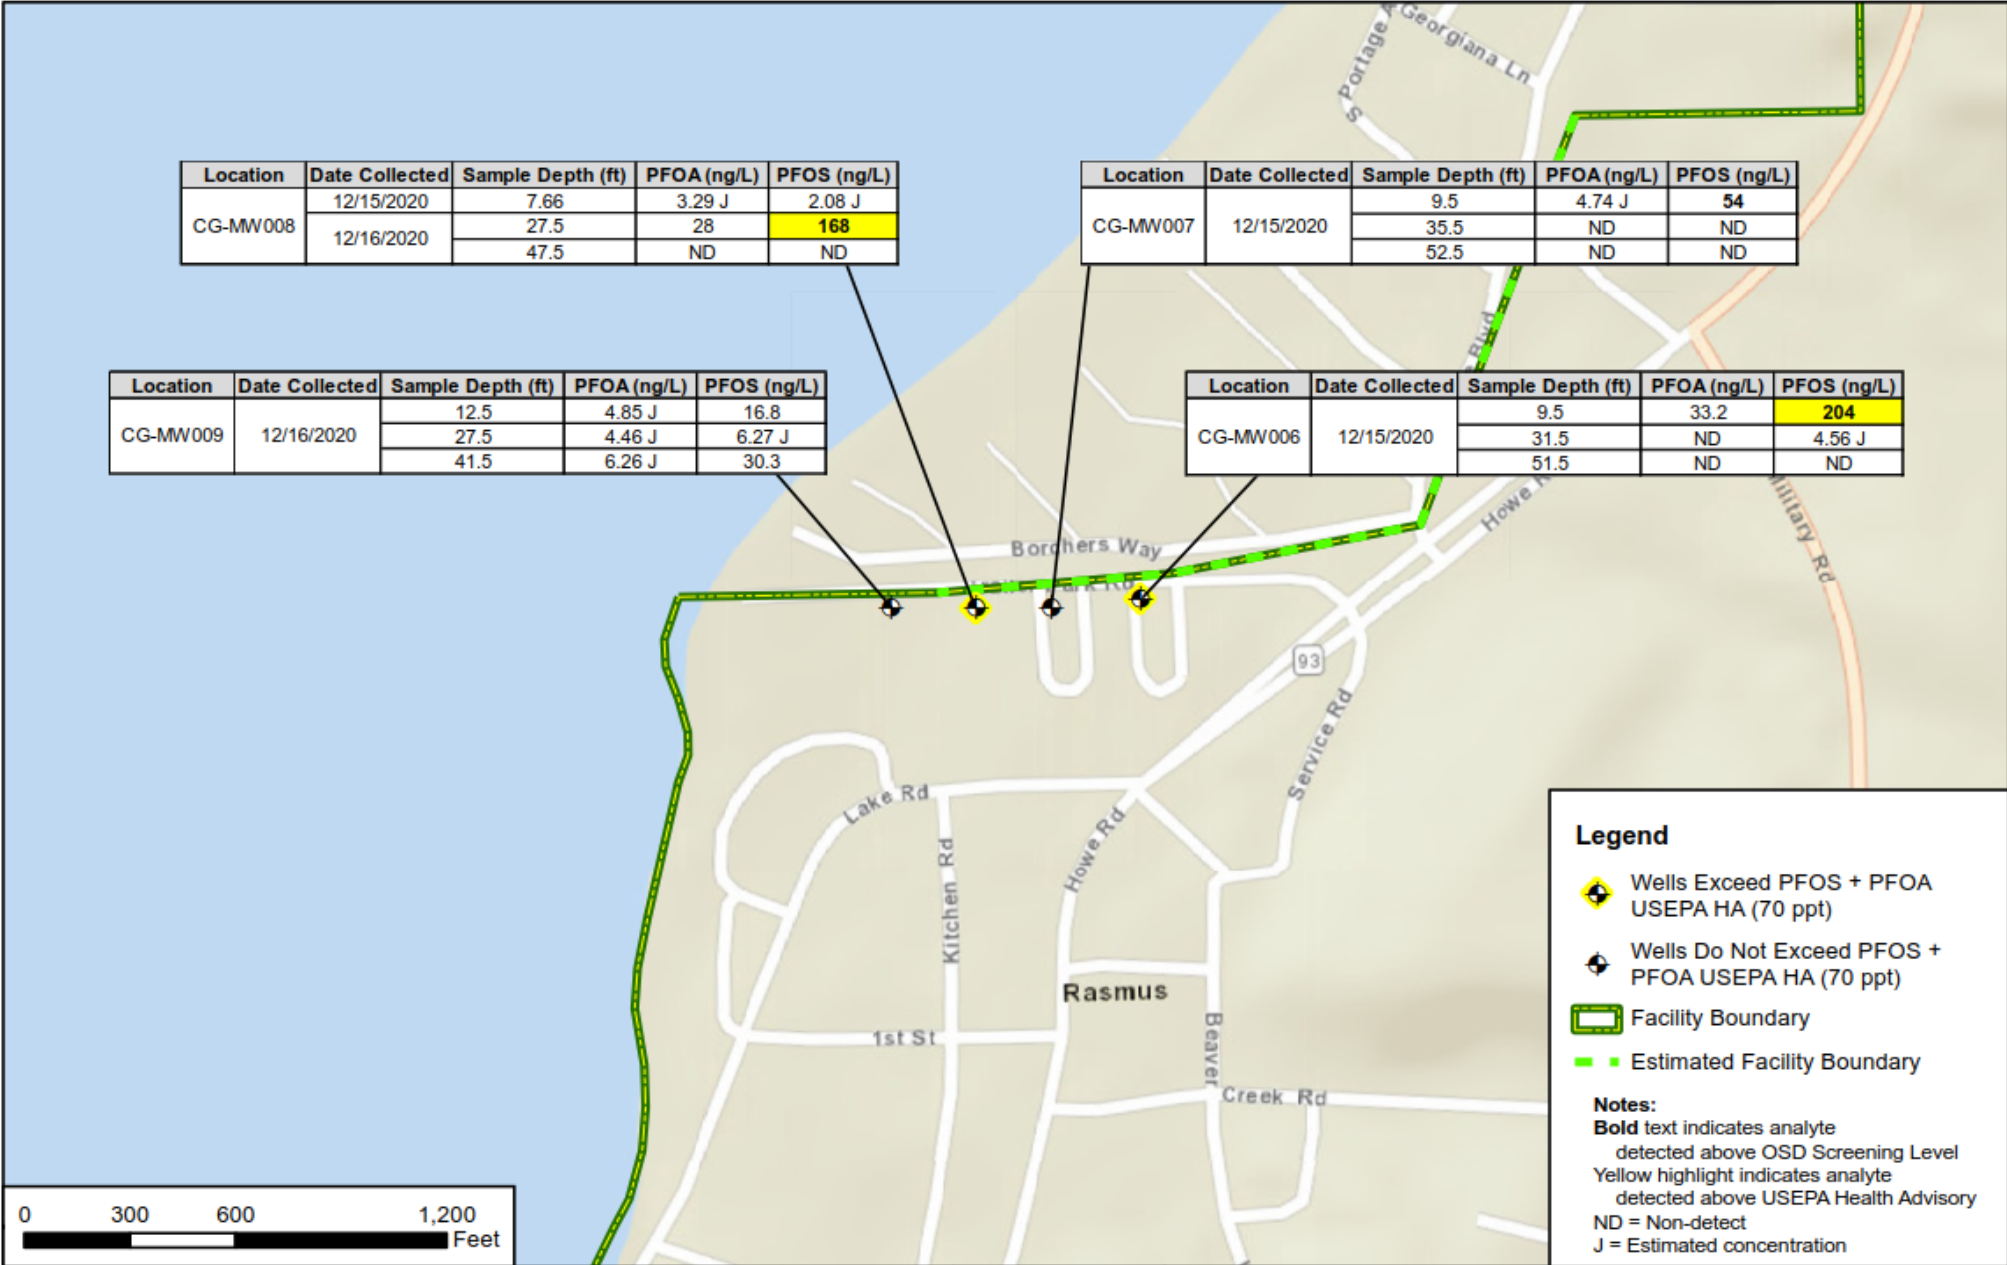 Georgiana Ln
S Portage
Location Date Collected Sample Depth (ft) PFOA (ng/L) PFOS (ng/L)
CG-MW008 12/15/2020 7.66 3.29 J 2.08 J
12/16/2020 27.5 28 168
47.5 ND ND
Location Date Collected Sample Depth (ft) PFOA (ng/L) PFOS (ng/L)
CG-MW007 12/15/2020 9.5 4.74 J 54
35.5 ND ND
52.5 ND ND
Blvd
Location Date Collected Sample Depth (ft) PFOA (ng/L) PFOS (ng/L)
CG-MW009 12/16/2020 12.5 4.85 J 16.8
27.5 4.46 J 6.27 J
41.5 6.26 J 30.3
Location Date Collected Sample Depth (ft) PFOA (ng/L) PFOS (ng/L)
CG-MW006 12/15/2020 9.5 33.2 204
31.5 ND 4.56 J
51.5 ND ND
Howe R
Military Rd
Borchers Way
Park Rd
93
Service Rd
Lake Rd
Kitchen Rd
Howe Rd
Rasmus
1st St
Beaver Creek Rd
Legend
Wells Exceed PFOS + PFOA
USEPA HA (70 ppt)
Wells Do Not Exceed PFOS +
PFOA USEPA HA (70 ppt)
Facility Boundary
Estimated Facility Boundary
Notes:
Bold text indicates analyte
detected above OSD Screening Level
Yellow highlight indicates analyte
detected above USEPA Health Advisory
ND = Non-detect
J = Estimated concentration
0 300 600 1,200
Feet